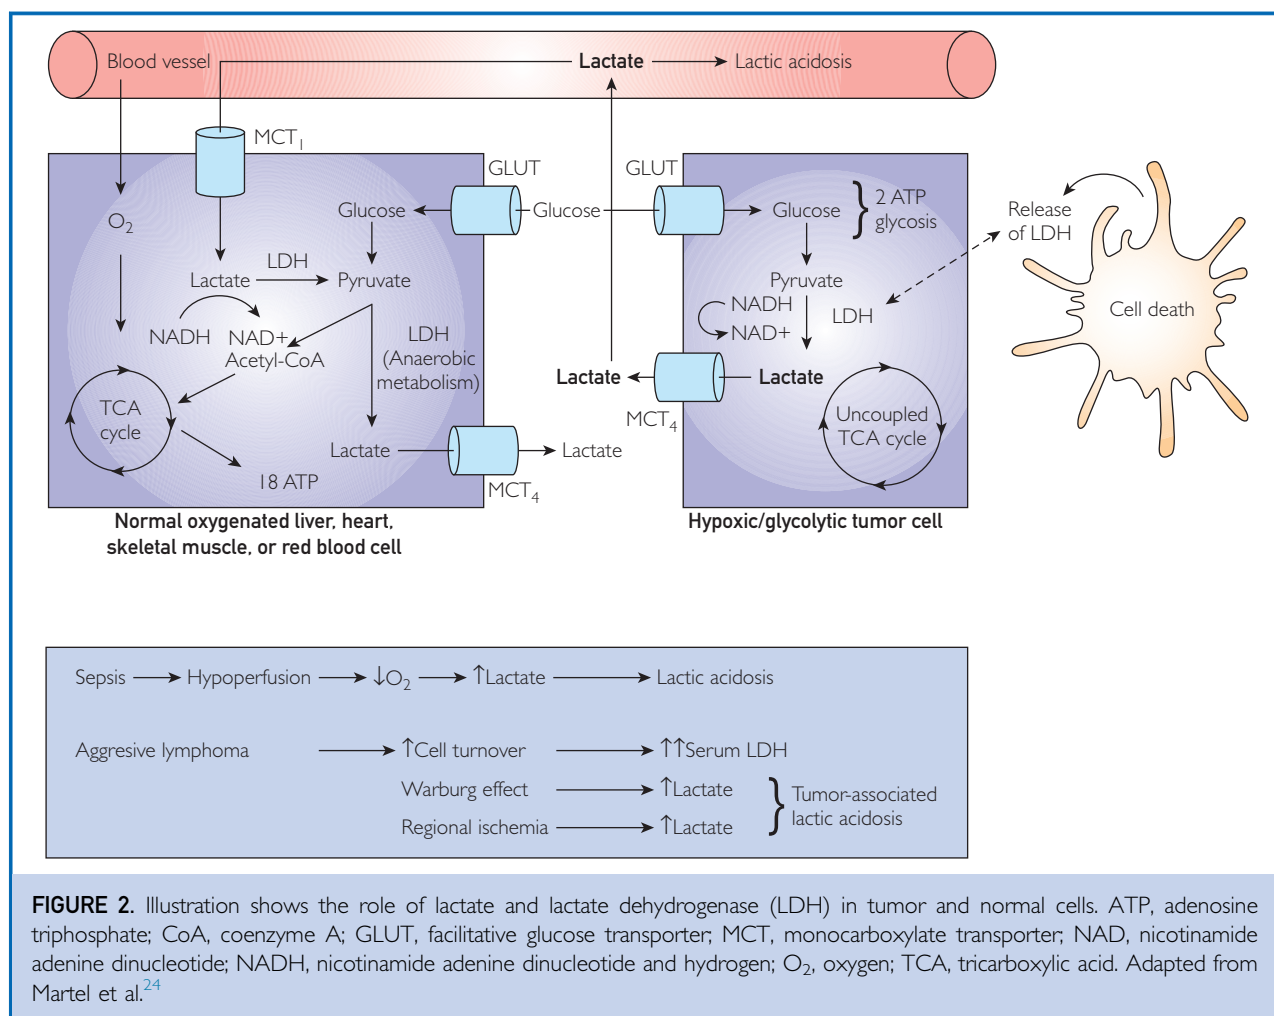 Blood vessel
Lactate
Lactic acidosis
MCT1
GLUT
GLUT
O2
Glucose
Glucose
Glucose
2 ATP
glycosis
Release
of LDH
Lactate
LDH
Pyruvate
Pyruvate
NADH
NAD+
LDH
Cell death
NADH
NAD+
Acetyl-CoA
LDH
(Anaerobic
metabolism)
Lactate
Lactate
MCT4
TCA
cycle
Uncoupled
TCA cycle
Lactate
Lactate
18 ATP
MCT4
Normal oxygenated liver, heart,
skeletal muscle, or red blood cell
Hypoxic/glycolytic tumor cell
Sepsis
Hypoperfusion
↓O2
↑Lactate
Lactic acidosis
Aggresive lymphoma
↑Cell turnover
↑↑Serum LDH
Warburg effect
↑Lactate
Regional ischemia
↑Lactate
Tumor-associated
lactic acidosis
FIGURE 2. Illustration shows the role of lactate and lactate dehydrogenase (LDH) in tumor and normal cells. ATP, adenosine
triphosphate; CoA, coenzyme A; GLUT, facilitative glucose transporter; MCT, monocarboxylate transporter; NAD, nicotinamide
adenine dinucleotide; NADH, nicotinamide adenine dinucleotide and hydrogen; O2, oxygen; TCA, tricarboxylic acid. Adapted from
Martel et al.24